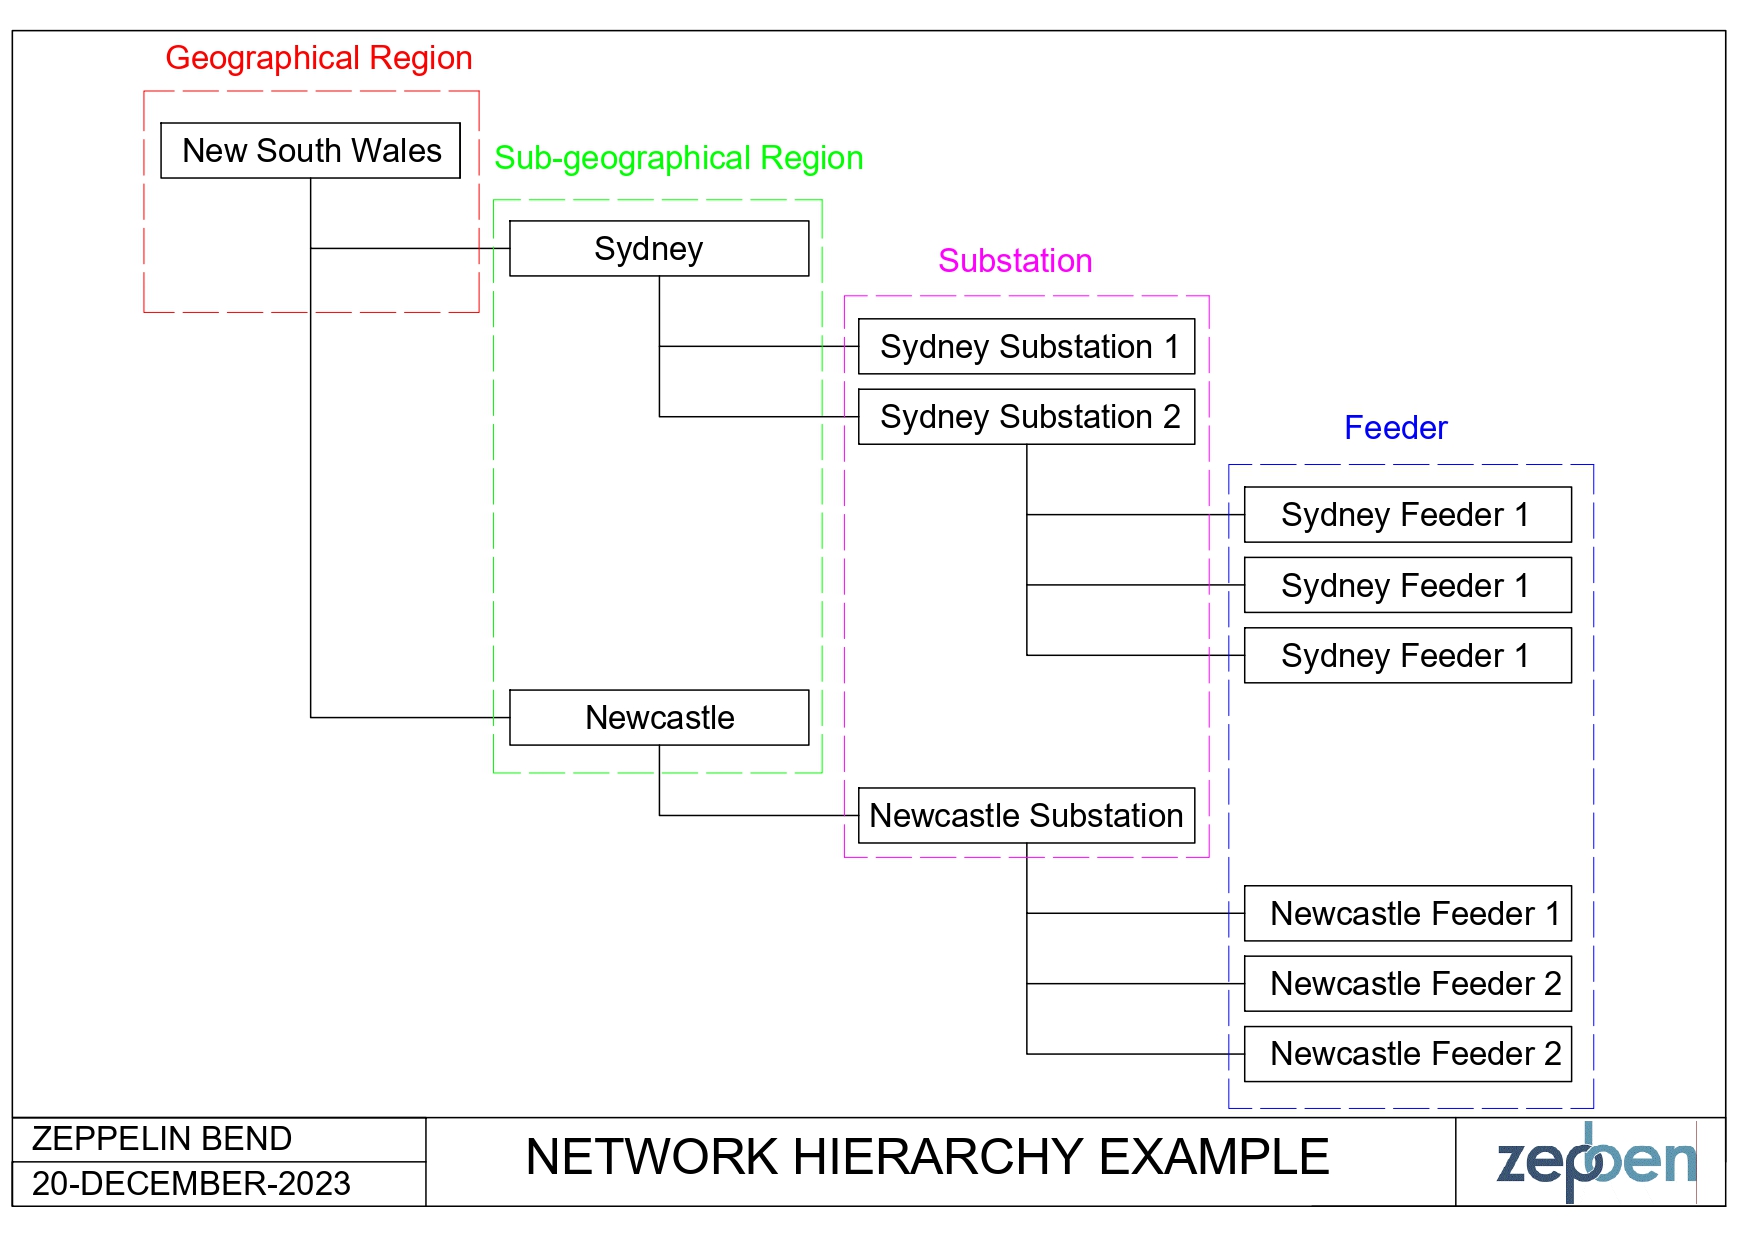 Geographical Region
New South Wales
Sub-geographical Region
Sydney
Substation
Sydney Substation 1
Sydney Substation 2
Feeder
Sydney Feeder 1
Sydney Feeder 1
Sydney Feeder 1
Newcastle
Newcastle Substation
Newcastle Feeder 1
Newcastle Feeder 2
Newcastle Feeder 2
ZEPPELIN BEND
20-DECEMBER-2023
NETWORK HIERARCHY EXAMPLE
zepben